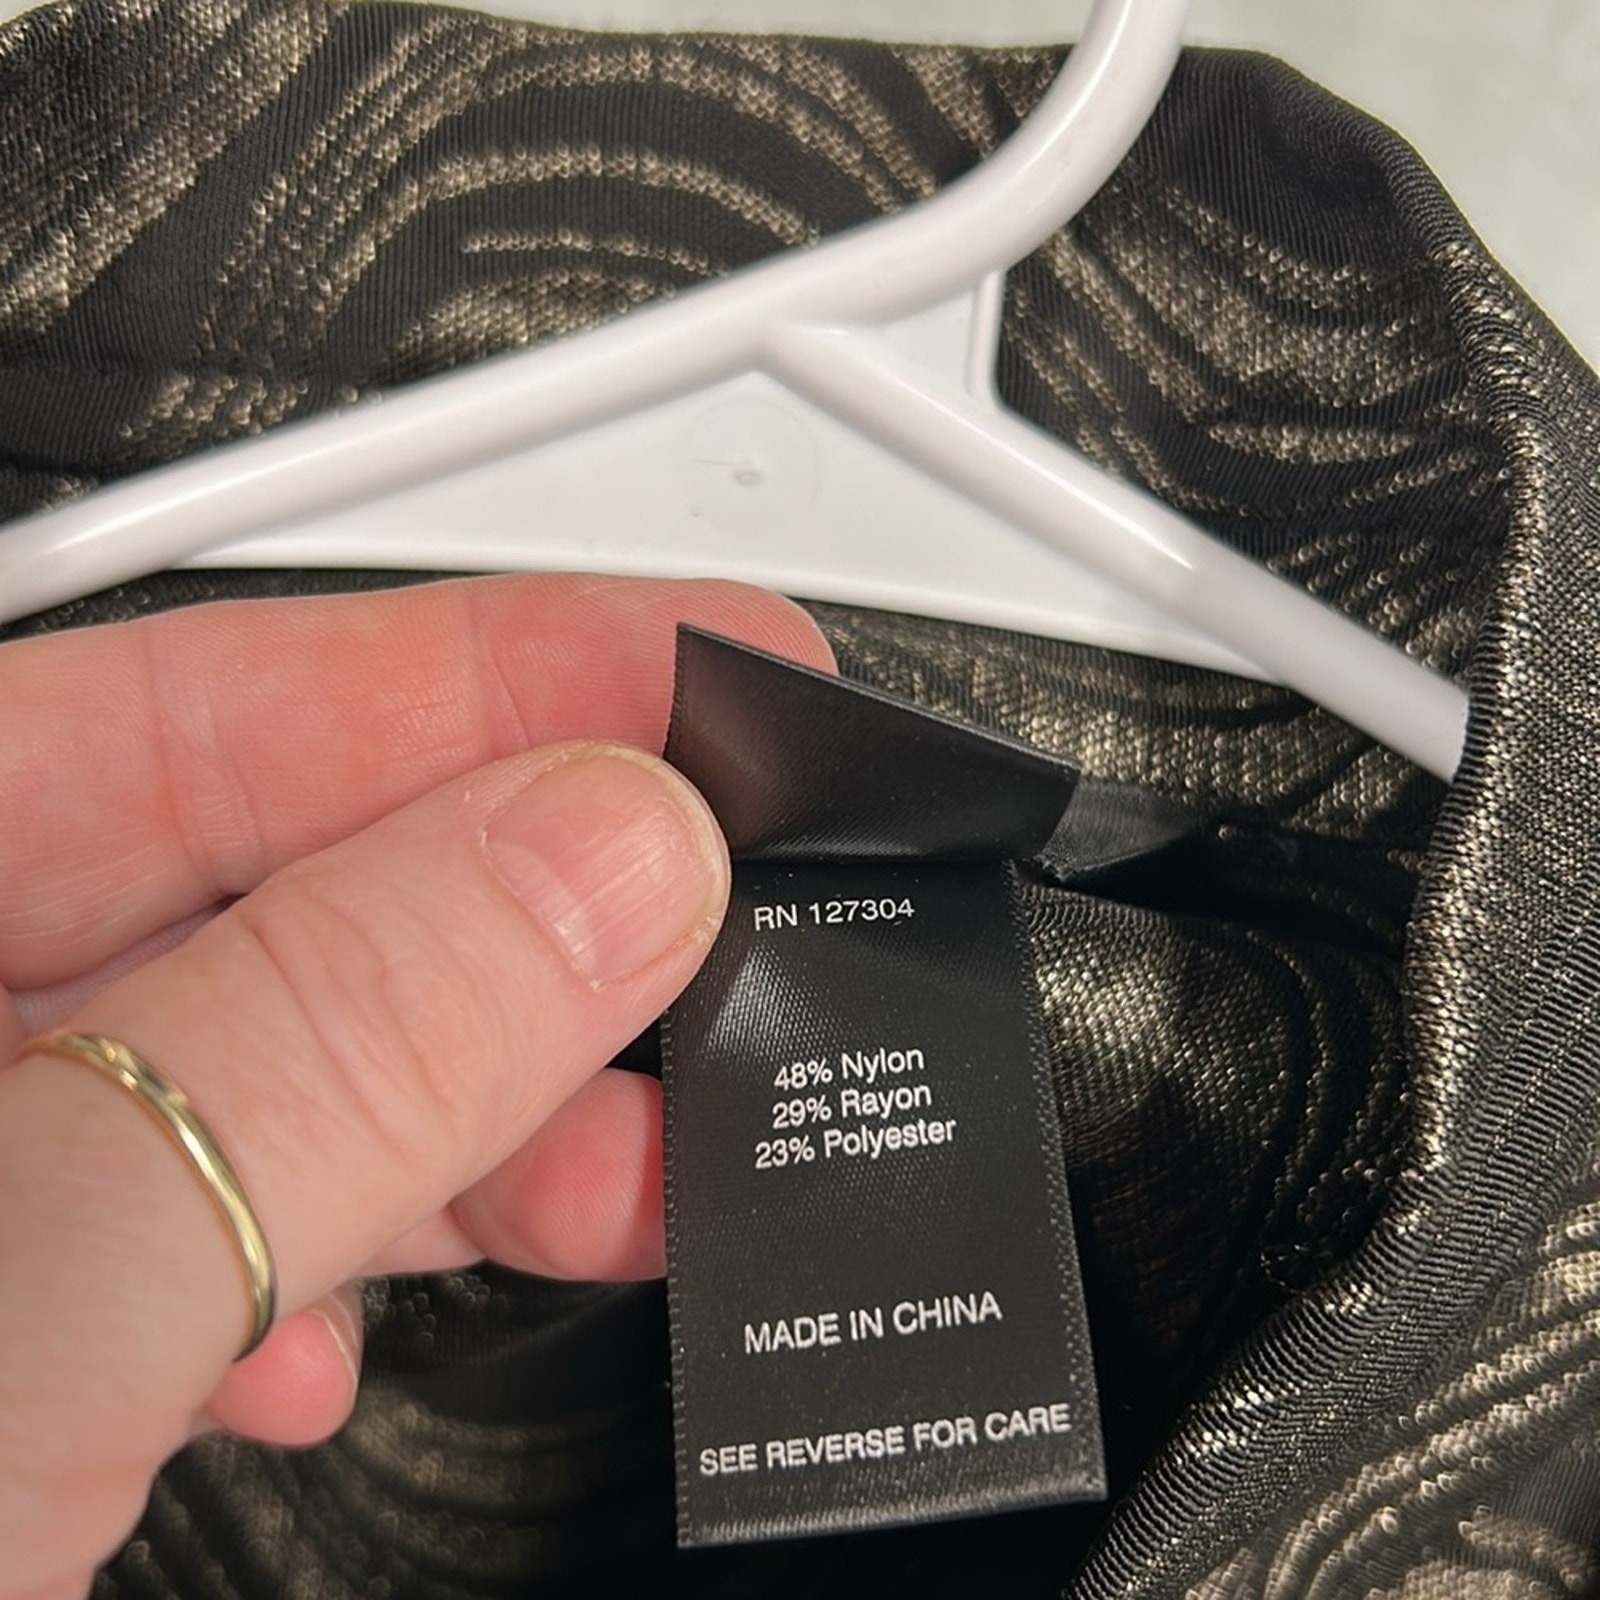 RN 127304
48% Nylon
29% Rayon
23% Polyester
MADE IN CHINA
SEE REVERSE FOR CARE